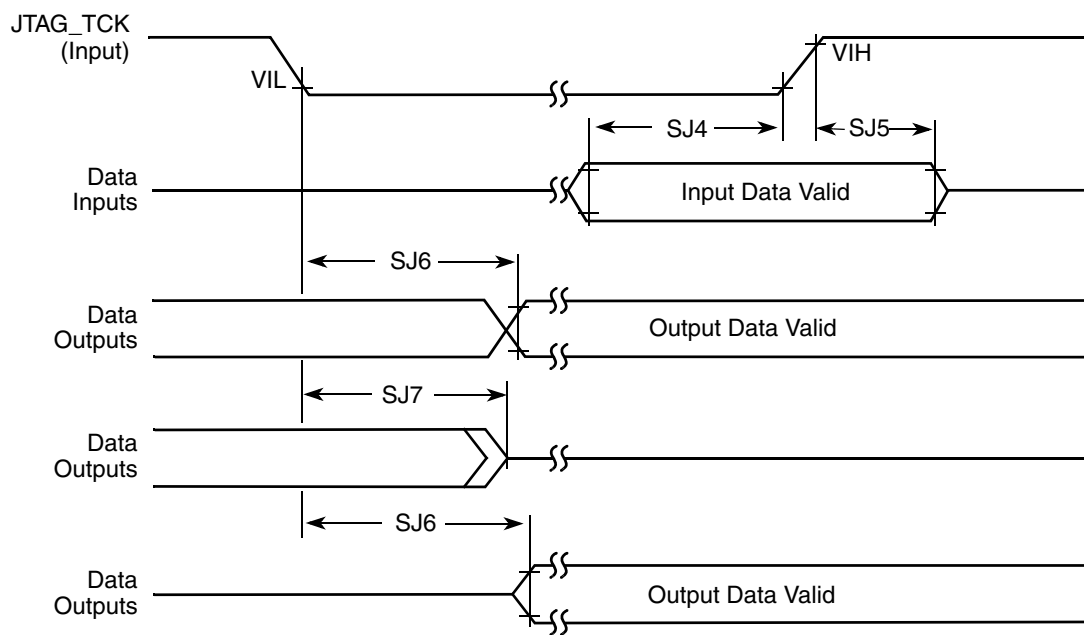 JTAG_TCK
(Input)
VIL
VIH
SJ4
SJ5
Data
Inputs
Input Data Valid
SJ6
Data
Outputs
Output Data Valid
SJ7
Data
Outputs
SJ6
Data
Outputs
Output Data Valid